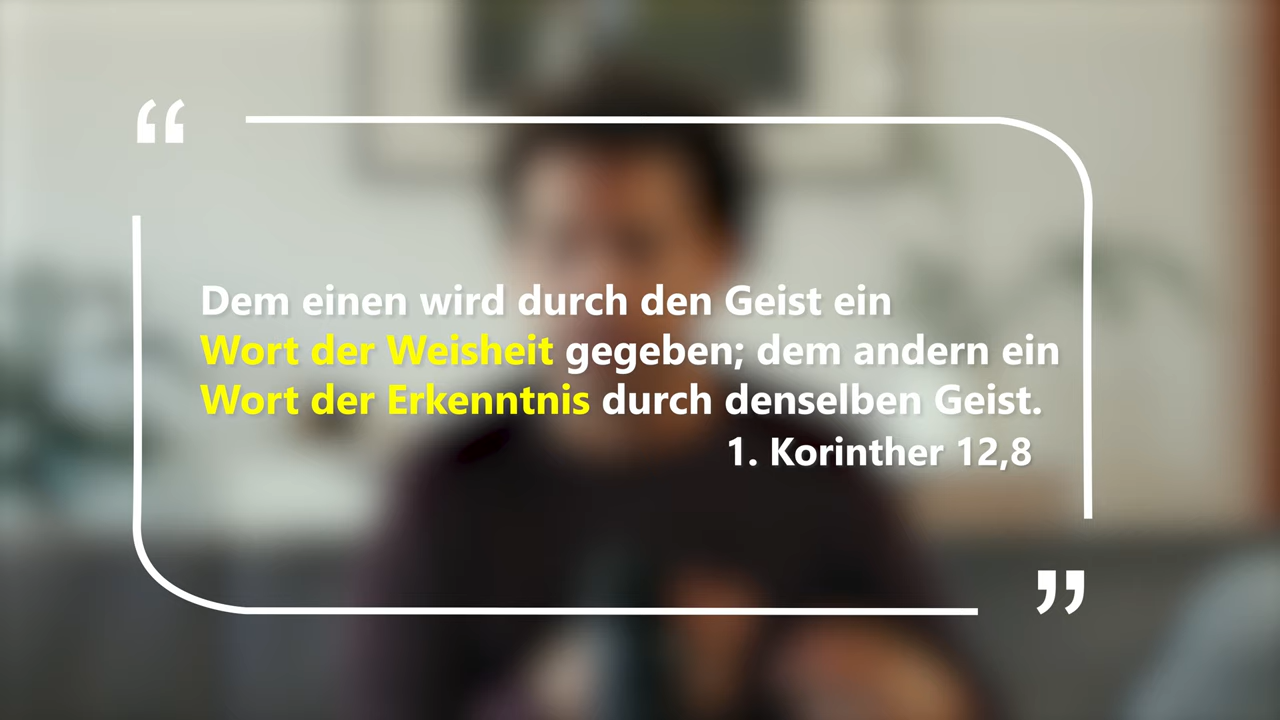 Dem einen wird durch den Geist ein
Wort der Weisheit gegeben; dem andern ein
Wort der Erkenntnis durch denselben Geist.
1. Korinther 12,8